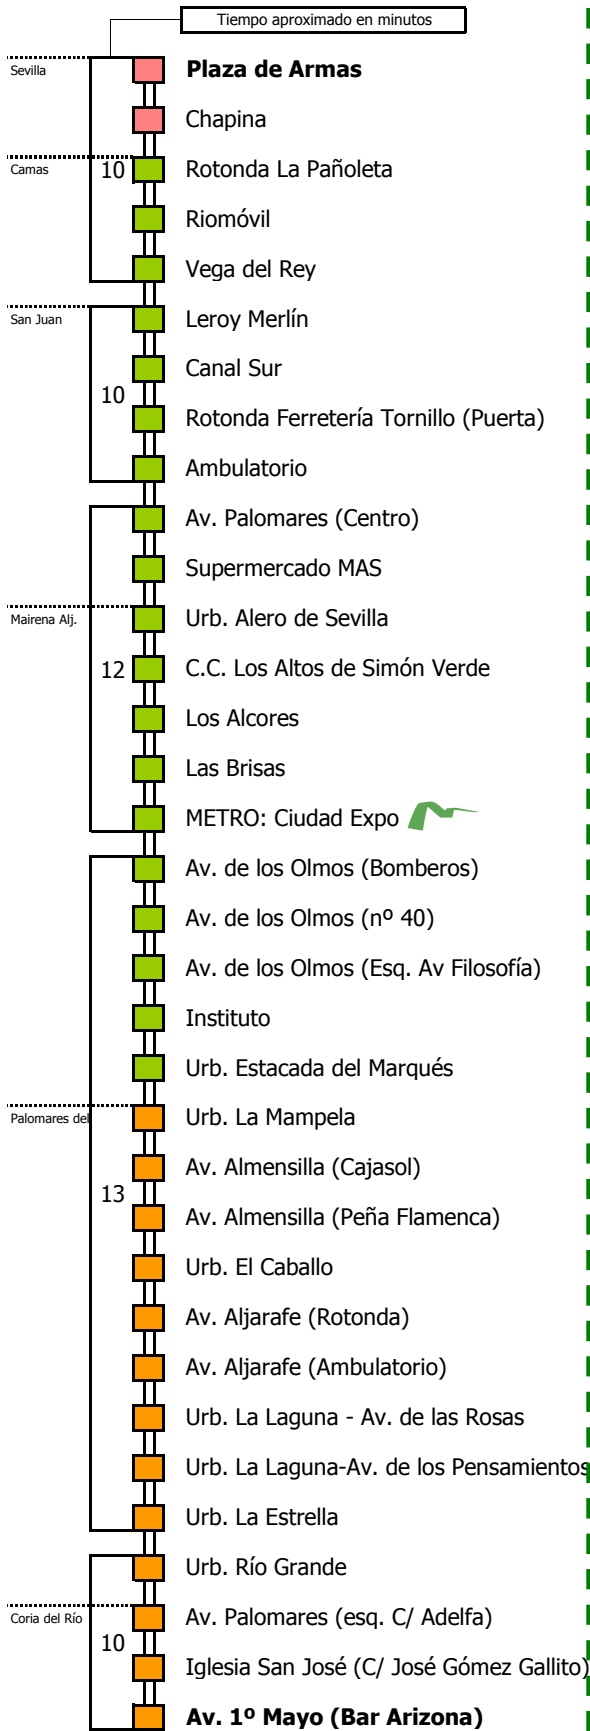 Tiempo aproximado en minutos
Sevilla
Plaza de Armas
Chapina
Camas
10
Rotonda La Pañoleta
Riomóvil
Vega del Rey
San Juan
Leroy Merlín
Canal Sur
10
Rotonda Ferretería Tornillo (Puerta)
Ambulatorio
Av. Palomares (Centro)
Supermercado MAS
Mairena Alj.
Urb. Alero de Sevilla
12
C.C. Los Altos de Simón Verde
Los Alcores
Las Brisas
METRO: Ciudad Expo
Av. de los Olmos (Bomberos)
Av. de los Olmos (nº 40)
Av. de los Olmos (Esq. Av Filosofía)
Instituto
Urb. Estacada del Marqués
Palomares del
Urb. La Mampela
Av. Almensilla (Cajasol)
13
Av. Almensilla (Peña Flamenca)
Urb. El Caballo
Av. Aljarafe (Rotonda)
Av. Aljarafe (Ambulatorio)
Urb. La Laguna - Av. de las Rosas
Urb. La Laguna-Av. de los Pensamientos
Urb. La Estrella
Urb. Río Grande
Coria del Río
Av. Palomares (esq. C/ Adelfa)
10
Iglesia San José (C/ José Gómez Gallito)
Av. 1º Mayo (Bar Arizona)